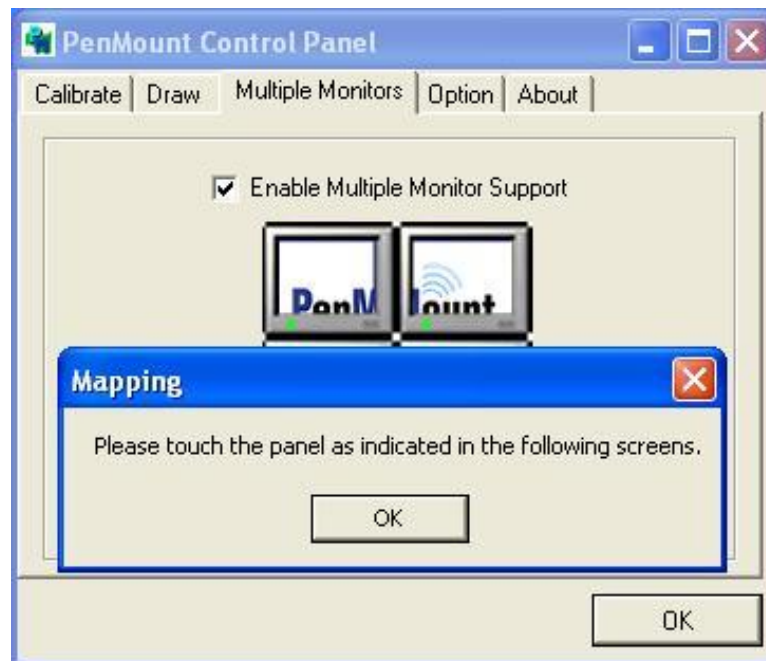 PenMount Control Panel
Calibrate Draw Multiple Monitors Option About
Enable Multiple Monitor Support
PenMount
Mapping
Please touch the panel as indicated in the following screens.
OK
OK